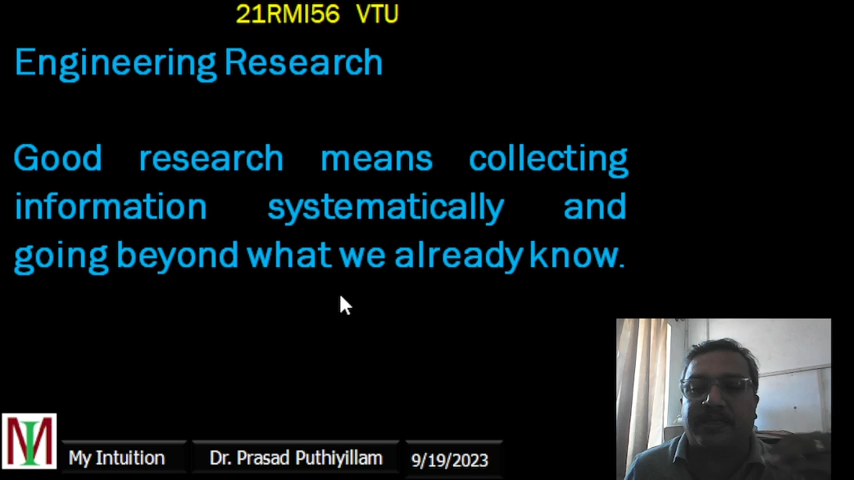 21RMI56 VTU
Engineering Research
Good research means collecting
information systematically and
going beyond what we already know.
MI
My Intuition
Dr. Prasad Puthiyillam
9/19/2023